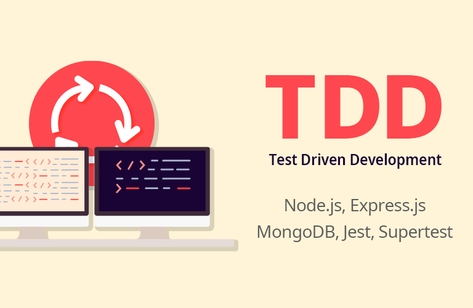 TDD
Test Driven Development
Node.js, Express.js
MongoDB, Jest, Supertest